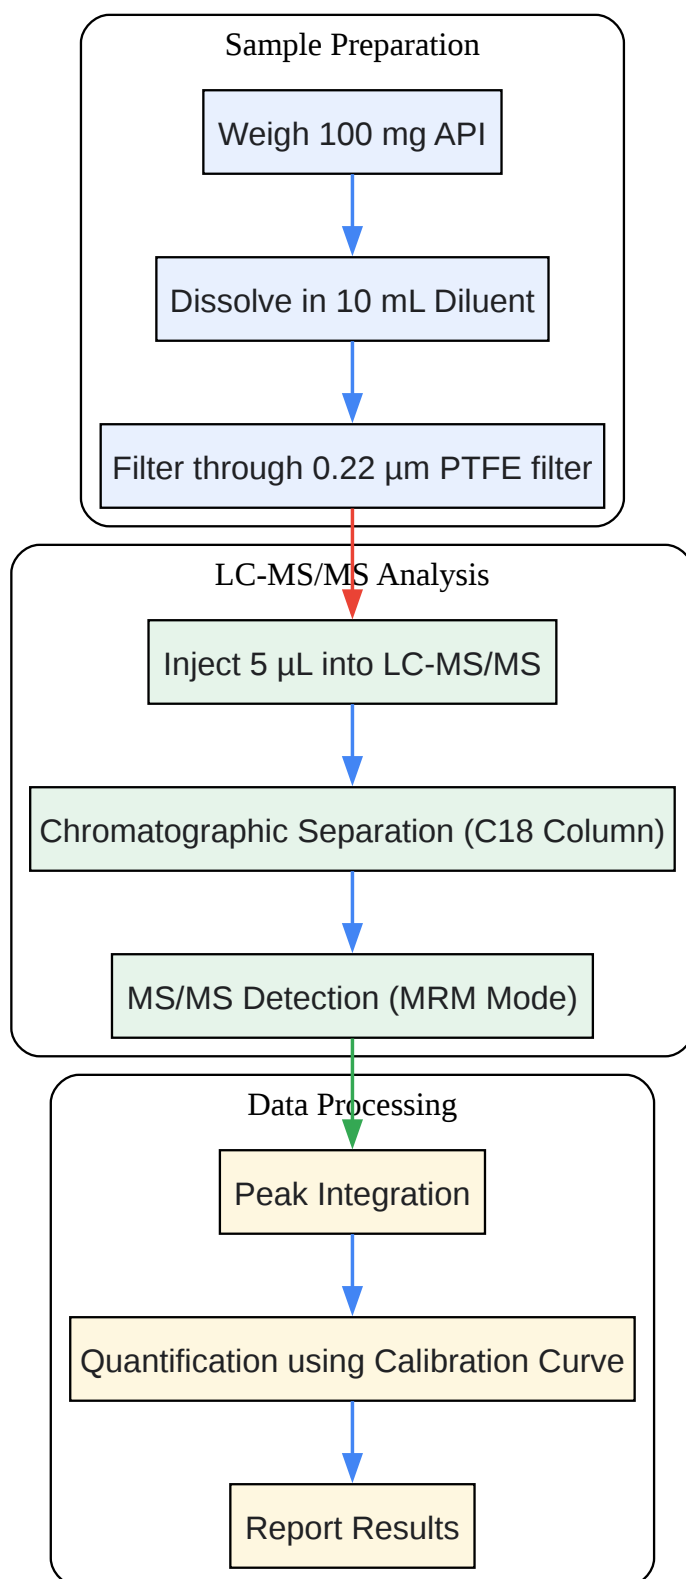 Sample Preparation
Weigh 100 mg API
Dissolve in 10 mL Diluent
Filter through 0.22 µm PTFE filter
LC-MS/MS Analysis
Inject 5 µL into LC-MS/MS
Chromatographic Separation (C18 Column)
MS/MS Detection (MRM Mode)
Data Processing
Peak Integration
Quantification using Calibration Curve
Report Results